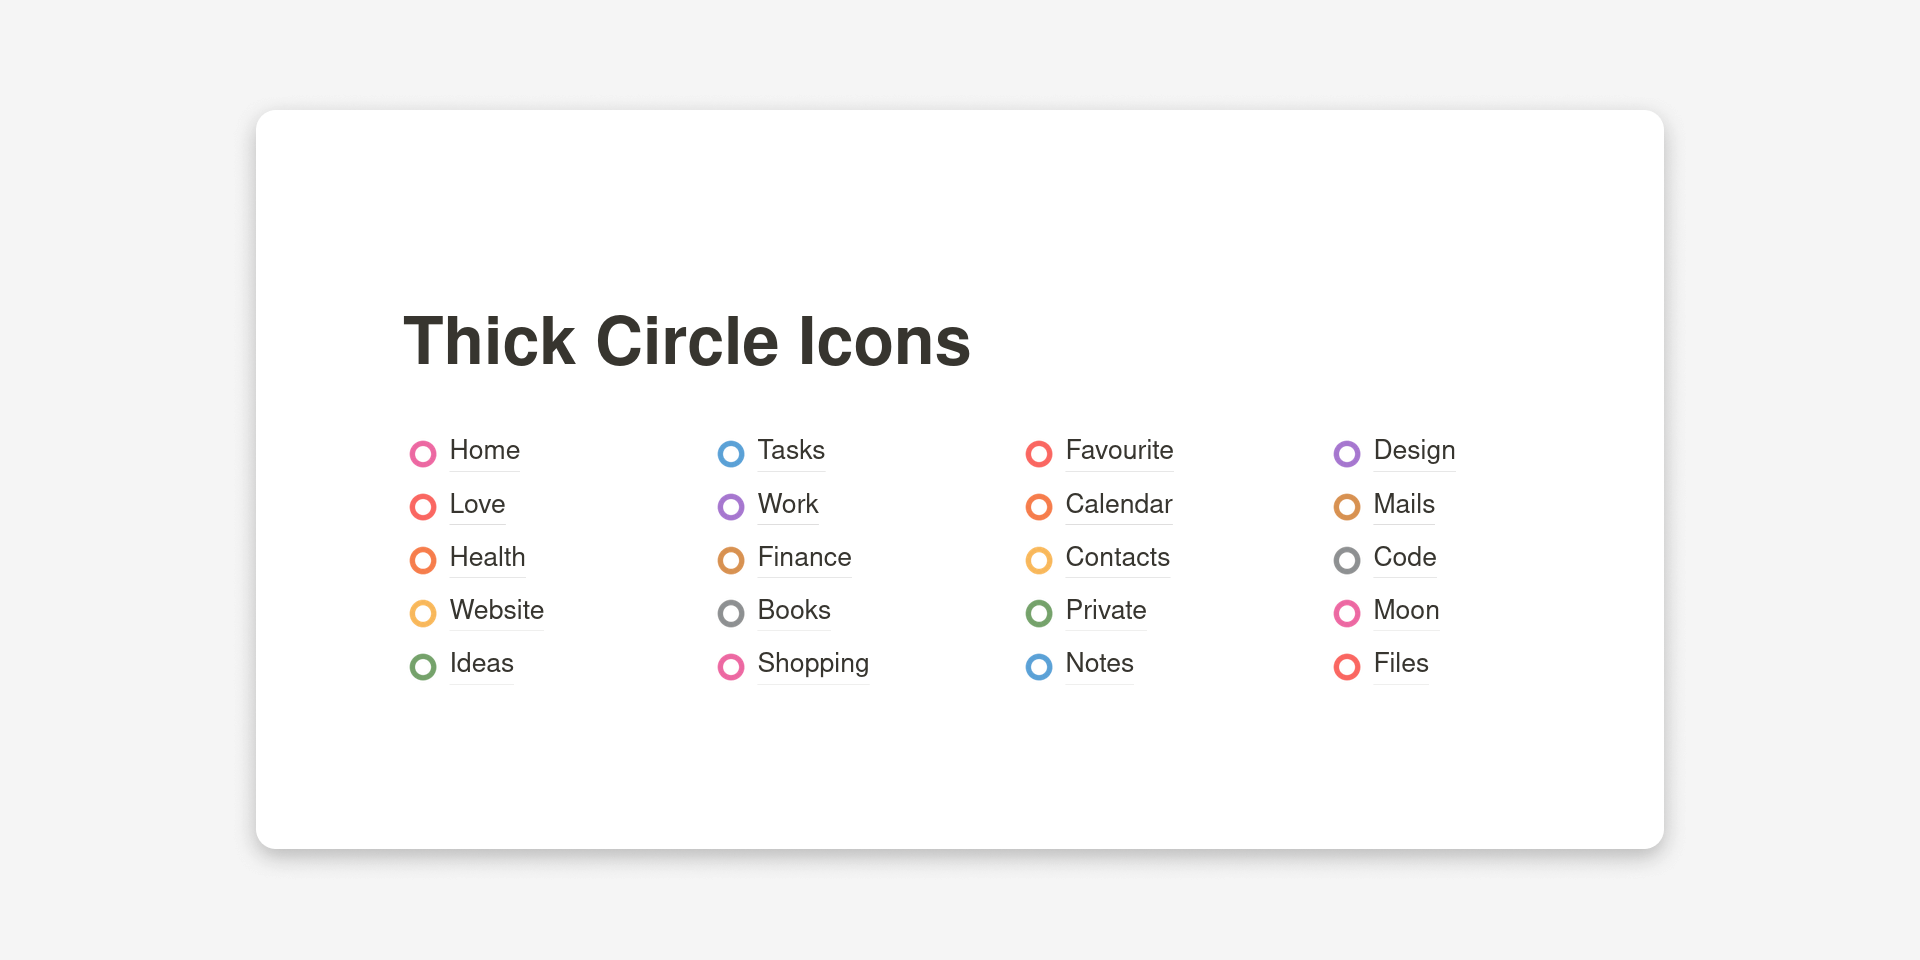 Thick Circle Icons
Home
Love
Health
Website
Ideas
Tasks
Work
Finance
Books
Shopping
Favourite
Calendar
Contacts
Private
Notes
Design
Mails
Code
Moon
Files